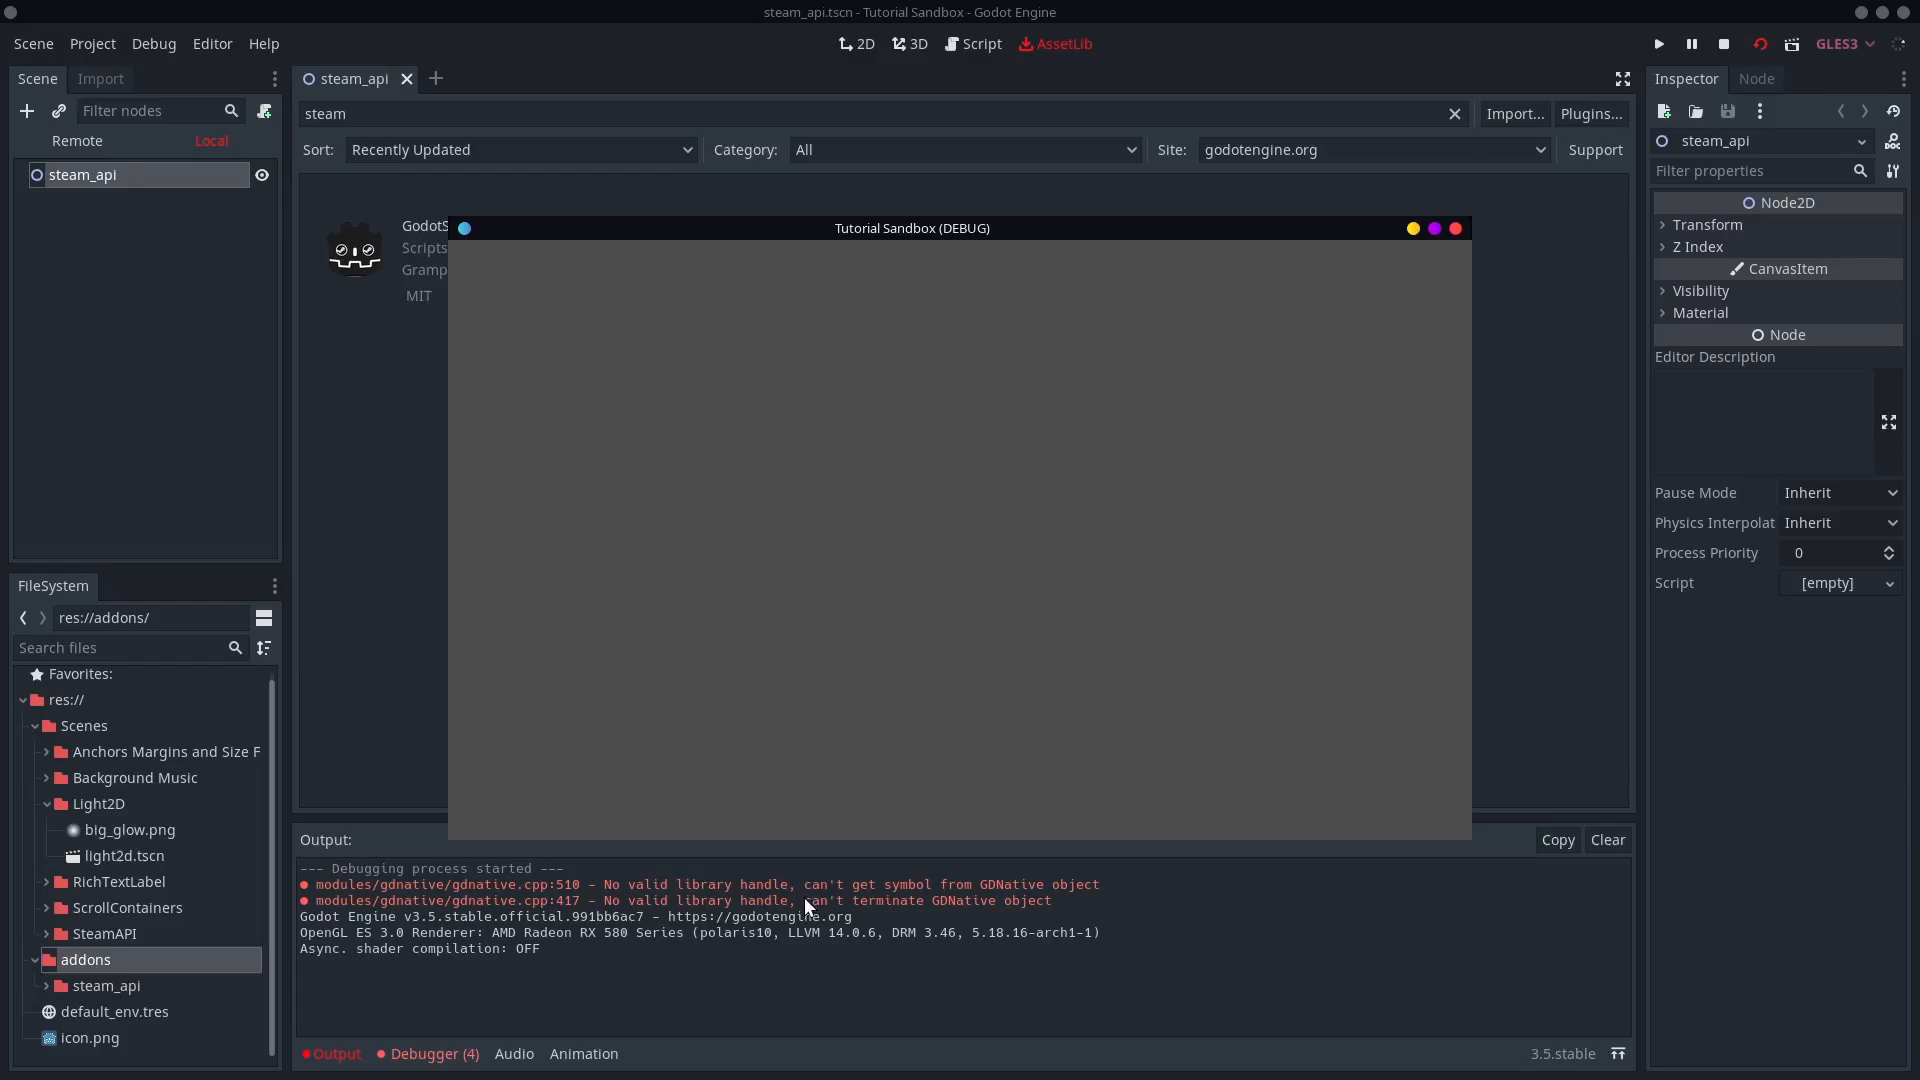 steam_api.tscn - Tutorial Sandbox - Godot Engine
Scene Project Debug Editor Help
2D 3D Script AssetLib
GLES3
Scene Import
Filter nodes
Remote Local
steam_api
steam_api
steam
Import... Plugins...
Sort: Recently Updated Category: All Site: godotengine.org Support
GodotS
Scripts
Gramp
MIT
Tutorial Sandbox (DEBUG)
FileSystem
res://addons/
Search files
Favorites:
res://
Scenes
Anchors Margins and Size F
Background Music
Light2D
big_glow.png
light2d.tscn
RichTextLabel
ScrollContainers
SteamAPI
addons
steam_api
default_env.tres
icon.png
Output:
Copy Clear
--- Debugging process started ---
modules/gdnative/gdnative.cpp:510 - No valid library handle, can't get symbol from GDNative object
modules/gdnative/gdnative.cpp:417 - No valid library handle, can't terminate GDNative object
Godot Engine v3.5.stable.official.991bb6ac7 - https://godotengine.org
OpenGL ES 3.0 Renderer: AMD Radeon RX 580 Series (polaris10, LLVM 14.0.6, DRM 3.46, 5.18.16-arch1-1)
Async. shader compilation: OFF
Output Debugger (4) Audio Animation
3.5.stable
Inspector Node
steam_api
Filter properties
Node2D
Transform
Z Index
CanvasItem
Visibility
Material
Node
Editor Description
Pause Mode Inherit
Physics Interpolat Inherit
Process Priority 0
Script [empty]